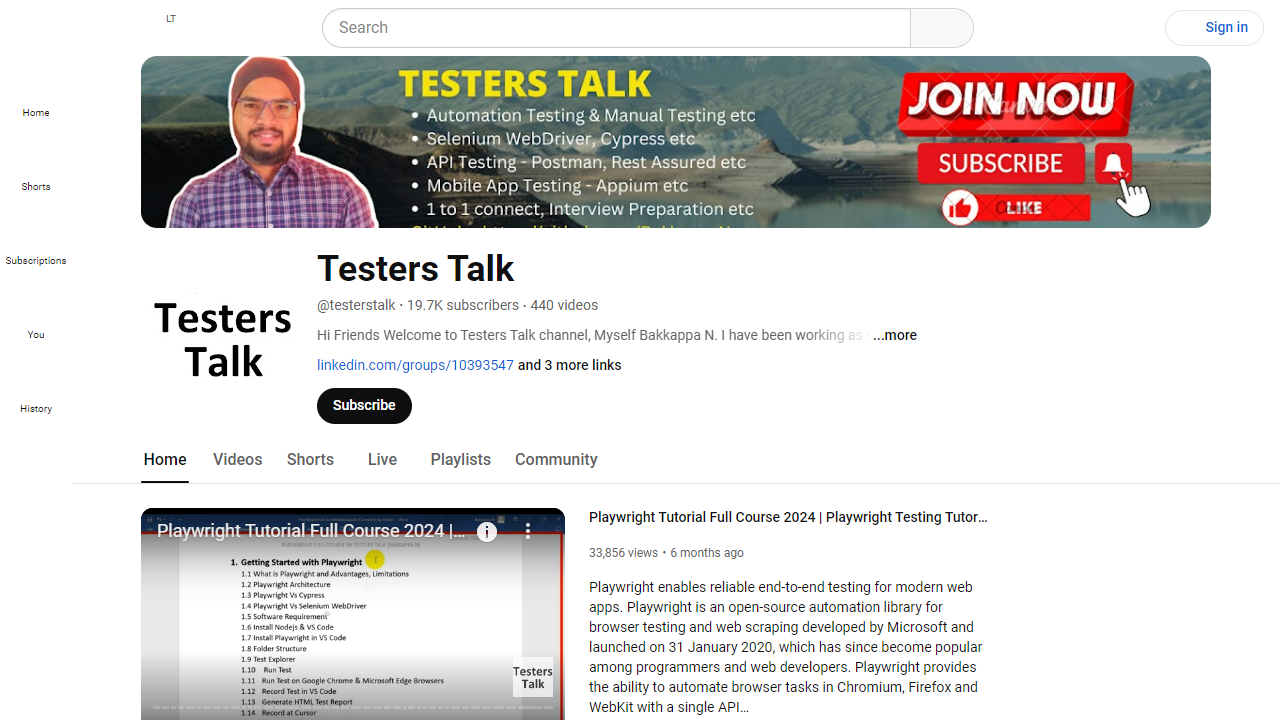 LT
Search
Sign in
Home
Shorts
Subscriptions
You
History
TESTERS TALK
• Automation Testing & Manual Testing etc
• Selenium WebDriver, Cypress etc
• API Testing - Postman, Rest Assured etc
• Mobile App Testing - Appium etc
• 1 to 1 connect, Interview Preparation etc
JOIN NOW
SUBSCRIBE
LIKE
Testers
Talk
Testers Talk
@testerstalk • 19.7K subscribers • 440 videos
Hi Friends Welcome to Testers Talk channel, Myself Bakkappa N. I have been working as ...more
linkedin.com/groups/10393547 and 3 more links
Subscribe
Home Videos Shorts Live Playlists Community
Playwright Tutorial Full Course 2024 |...
1. Getting Started with Playwright
1.1 What is Playwright and Advantages, Limitations
1.2 Playwright Architecture
1.3 Playwright Vs Cypress
1.4 Playwright Vs Selenium WebDriver
1.5 Software Requirement
1.6 Install Nodejs & VS Code
1.7 Install Playwright in VS Code
1.8 Folder Structure
1.9 Test Explorer
1.10 Run Test
1.11 Run Test on Google Chrome & Microsoft Edge Browsers
1.12 Record Test in VS Code
1.13 Generate HTML Test Report
1.14 Record at Cursor
Testers
Talk
Playwright Tutorial Full Course 2024 | Playwright Testing Tutor...
33,856 views • 6 months ago
Playwright enables reliable end-to-end testing for modern web
apps. Playwright is an open-source automation library for
browser testing and web scraping developed by Microsoft and
launched on 31 January 2020, which has since become popular
among programmers and web developers. Playwright provides
the ability to automate browser tasks in Chromium, Firefox and
WebKit with a single API...